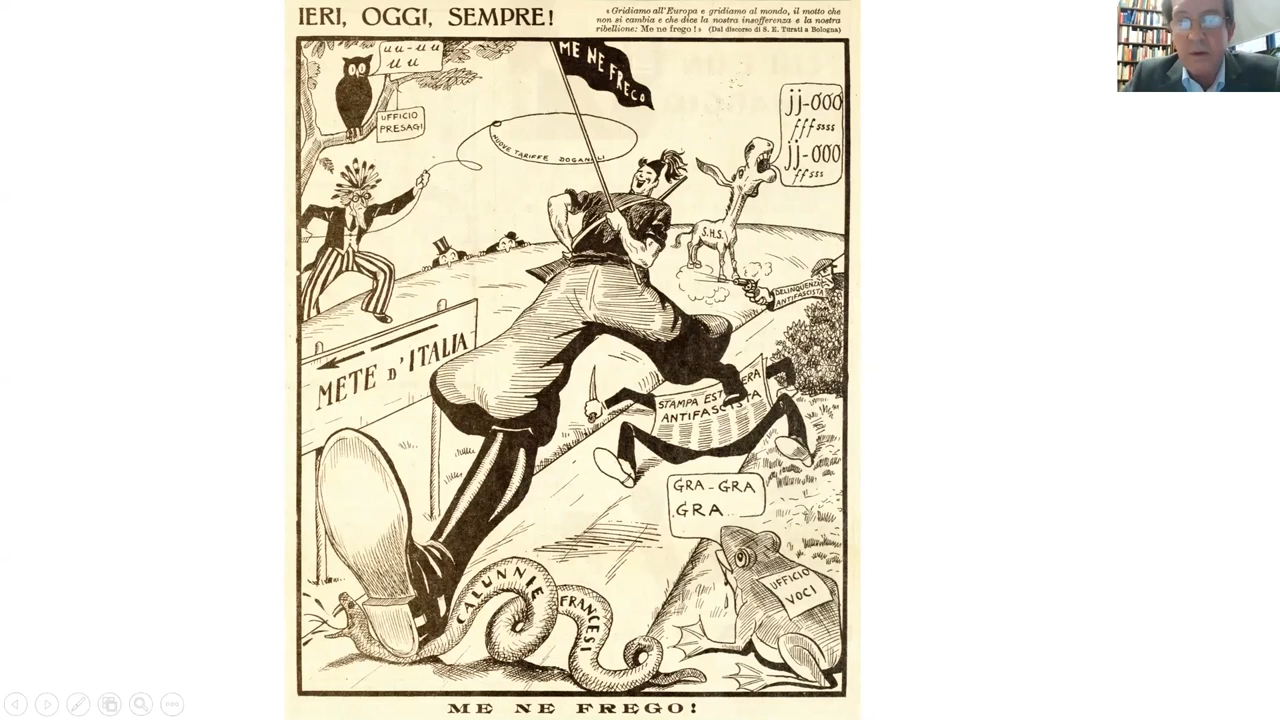 IERI, OGGI, SEMPRE!
« Gridiamo all'Europa e gridiamo al mondo, il motto che
non si cambia e che dice la nostra insofferenza e la nostra
ribellione: Me ne frego ! » (Dal discorso di S. E. Turati a Bologna)
uu-uu
uu
UFFICIO
PRESAGI
ME NE FREGO
NUOVE TARIFFE DOGANALI
jj-ooo
fffssss
jj-ooo
ffsss
S.H.S.
DELINQUENZA
ANTIFASCISTA
METE D'ITALIA
STAMPA ESTERA
ANTIFASCISTA
GRA-GRA
GRA...
UFFICIO
VOCI
CALUNNIE
FRANCESI
ME NE FREGO!